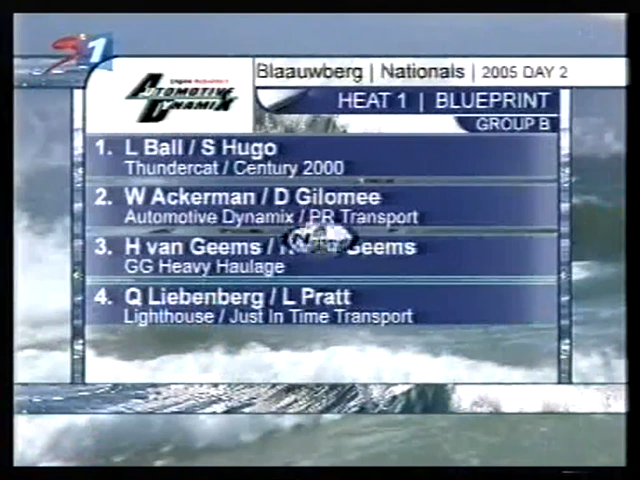 S 1
AUTOMOTIVE
DYNAMIX
Blaauwberg | Nationals | 2005 DAY 2
HEAT 1 | BLUEPRINT
GROUP B
1. L Ball / S Hugo
Thundercat / Century 2000
2. W Ackerman / D Gilomee
Automotive Dynamix / PR Transport
3. H van Geems / Geems
GG Heavy Haulage
4. Q Liebenberg / L Pratt
Lighthouse / Just In Time Transport